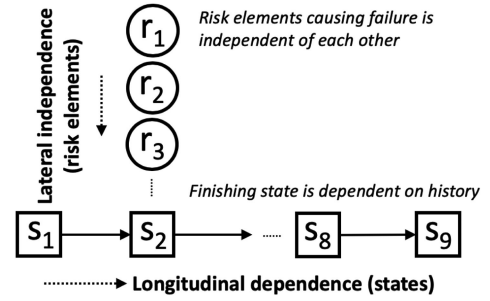 Risk elements causing failure is
independent of each other
r1
r2
r3
Lateral independence
(risk elements)
Finishing state is dependent on history
S1 S2 ...... S8 S9
Longitudinal dependence (states)